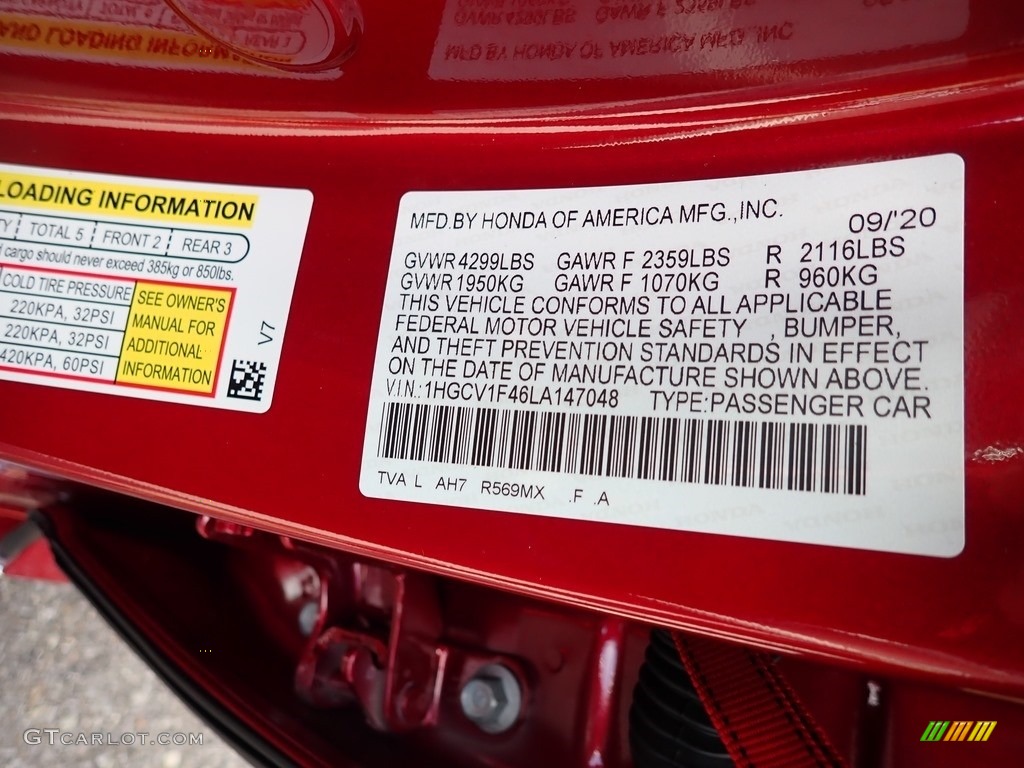 LOADING INFORMATION
TOTAL 5 FRONT 2 REAR 3
cargo should never exceed 385kg or 850lbs.
COLD TIRE PRESSURE
220KPA, 32PSI
220KPA, 32PSI
420KPA, 60PSI
SEE OWNER'S
MANUAL FOR
ADDITIONAL
INFORMATION
V7
MFD.BY HONDA OF AMERICA MFG.,INC.
09/'20
GVWR 4299LBS GAWR F 2359LBS R 2116LBS
GVWR 1950KG GAWR F 1070KG R 960KG
THIS VEHICLE CONFORMS TO ALL APPLICABLE
FEDERAL MOTOR VEHICLE SAFETY , BUMPER,
AND THEFT PREVENTION STANDARDS IN EFFECT
ON THE DATE OF MANUFACTURE SHOWN ABOVE.
V.I.N.:1HGCV1F46LA147048 TYPE:PASSENGER CAR
TVA L AH7 R569MX .F .A
GTCARLOT.COM